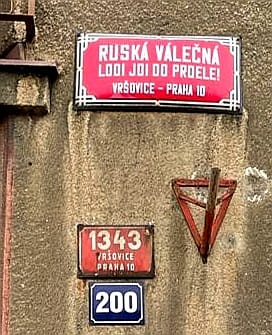 RUSKÁ VÁLEČNÁ
LODI JDI DO PRDELE!
VRŠOVICE – PRAHA 10
1343
VRŠOVICE
PRAHA 10
200